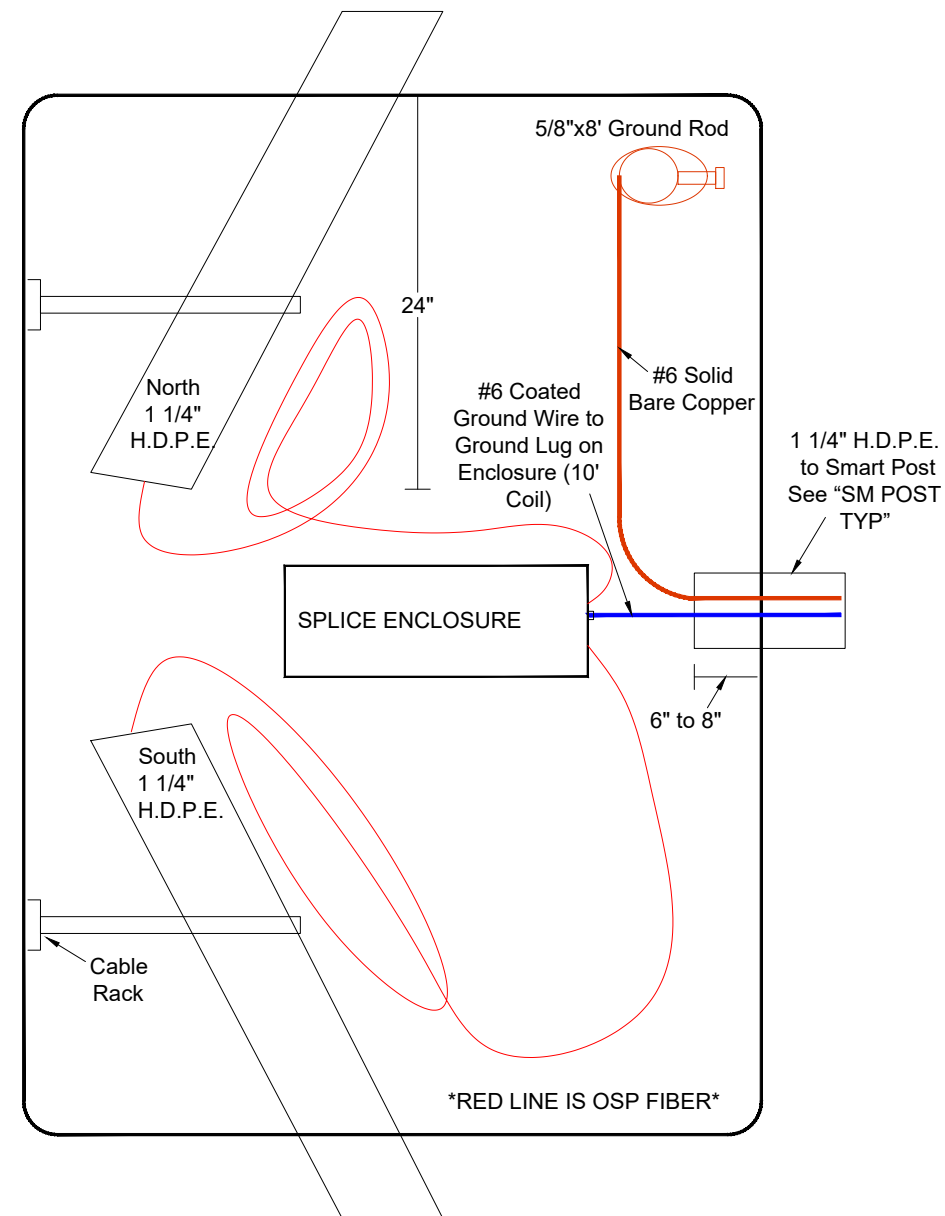 5/8"x8' Ground Rod
24"
North
1 1/4"
H.D.P.E.
#6 Coated
Ground Wire to
Ground Lug on
Enclosure (10'
Coil)
#6 Solid
Bare Copper
1 1/4" H.D.P.E.
to Smart Post
See “SM POST
TYP”
SPLICE ENCLOSURE
6" to 8"
South
1 1/4"
H.D.P.E.
Cable
Rack
*RED LINE IS OSP FIBER*